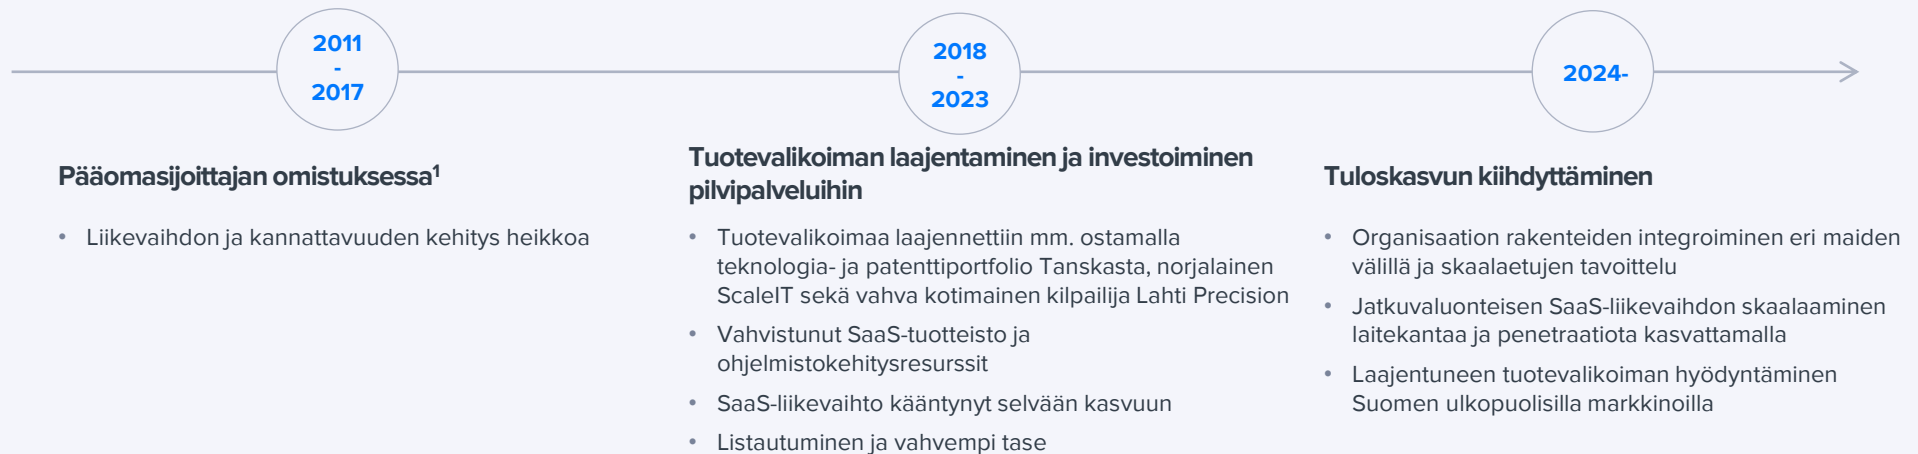 2011
-
2017
Pääomasijoittajan omistuksessa¹
• Liikevaihdon ja kannattavuuden kehitys heikkoa
2018
-
2023
Tuotevalikoiman laajentaminen ja investoiminen
pilvipalveluihin
• Tuotevalikoimaa laajennettiin mm. ostamalla
teknologia- ja patenttiportfolio Tanskasta, norjalainen
ScaleIT sekä vahva kotimainen kilpailija Lahti Precision
• Vahvistunut SaaS-tuotteisto ja
ohjelmistokehitysresurssit
• SaaS-liikevaihto kääntynyt selvään kasvuun
• Listautuminen ja vahvempi tase
2024-
Tuloskasvun kiihdyttäminen
• Organisaation rakenteiden integroiminen eri maiden
välillä ja skaalaetujen tavoittelu
• Jatkuvaluonteisen SaaS-liikevaihdon skaalaaminen
laitekantaa ja penetraatiota kasvattamalla
• Laajentuneen tuotevalikoiman hyödyntäminen
Suomen ulkopuolisilla markkinoilla